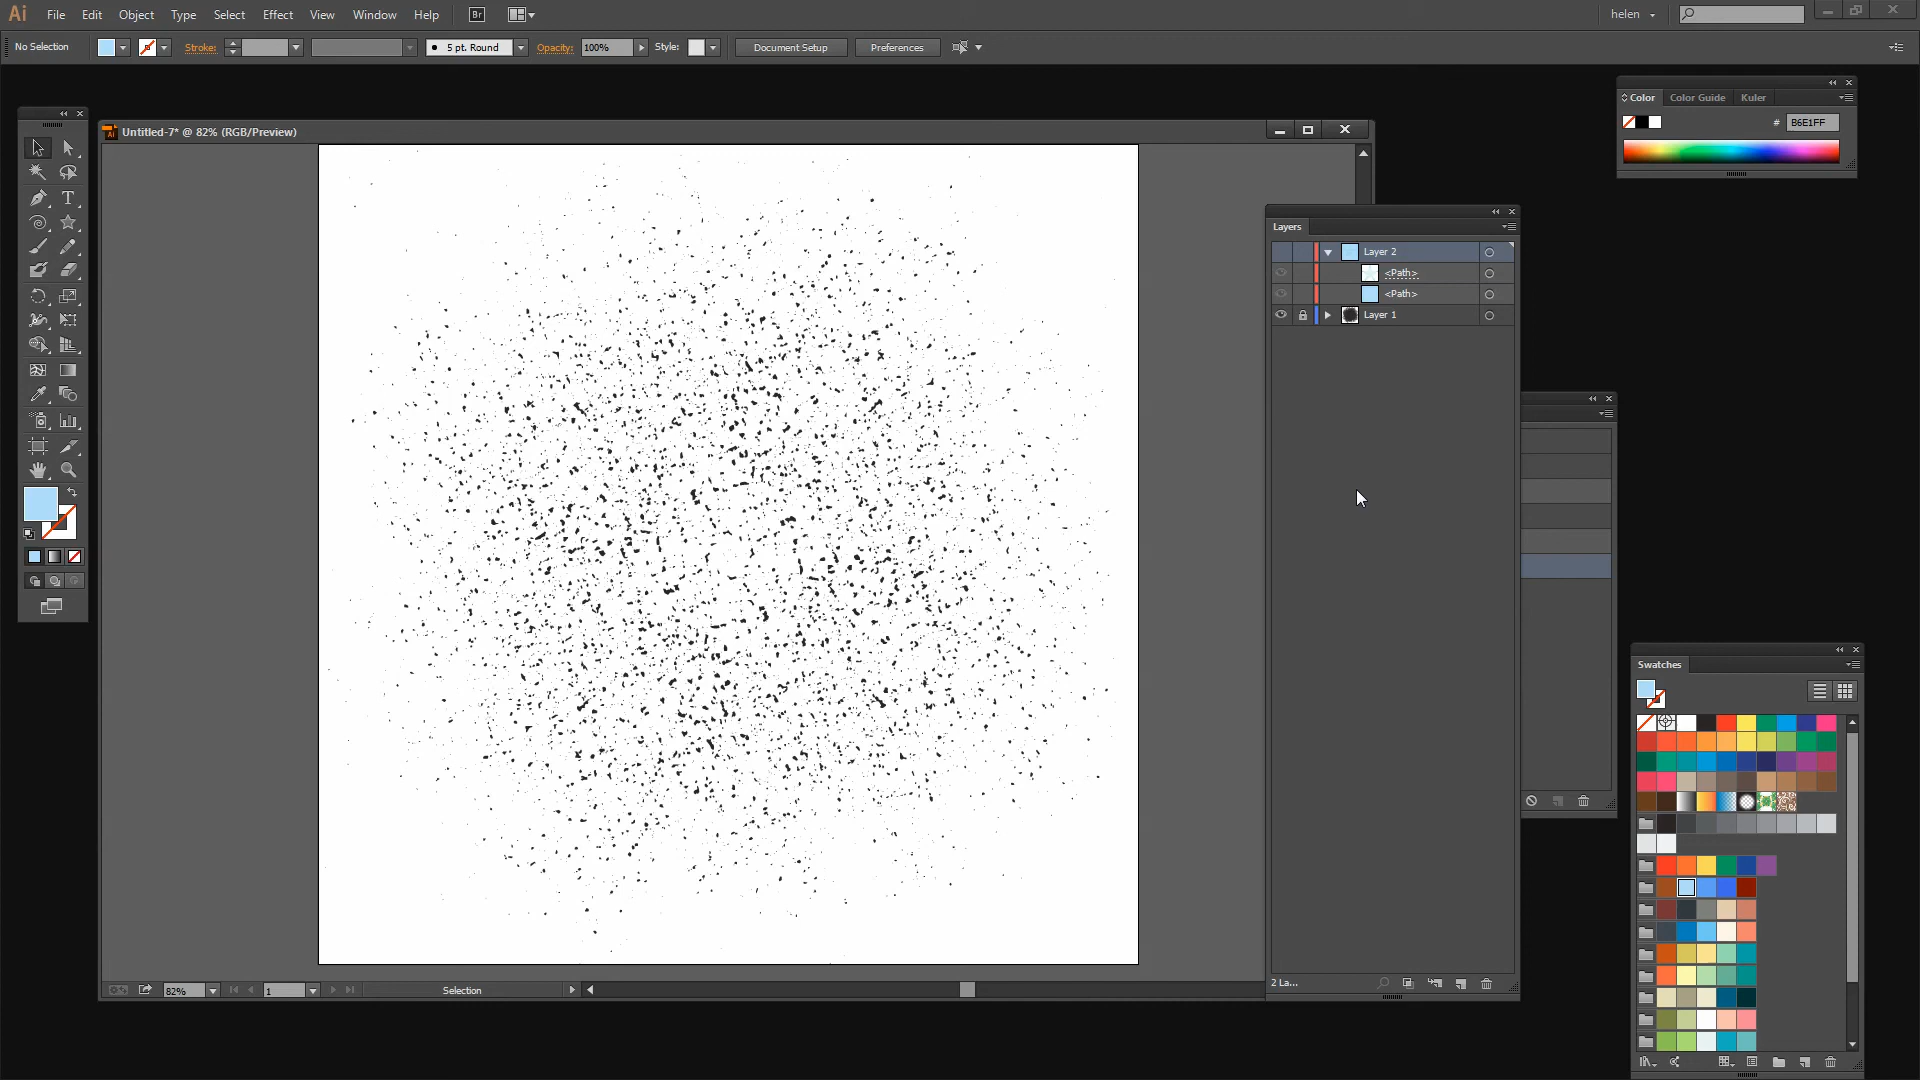 Ai File Edit Object Type Select Effect View Window Help Br helen
No Selection Stroke: 5 pt. Round Opacity: 100% Style: Document Setup Preferences
Color Color Guide Kuler
# B6E1FF
Untitled-7* @ 82% (RGB/Preview)
Layers
Layer 2
<Path>
<Path>
Layer 1
Swatches
2 La...
82% 1 Selection